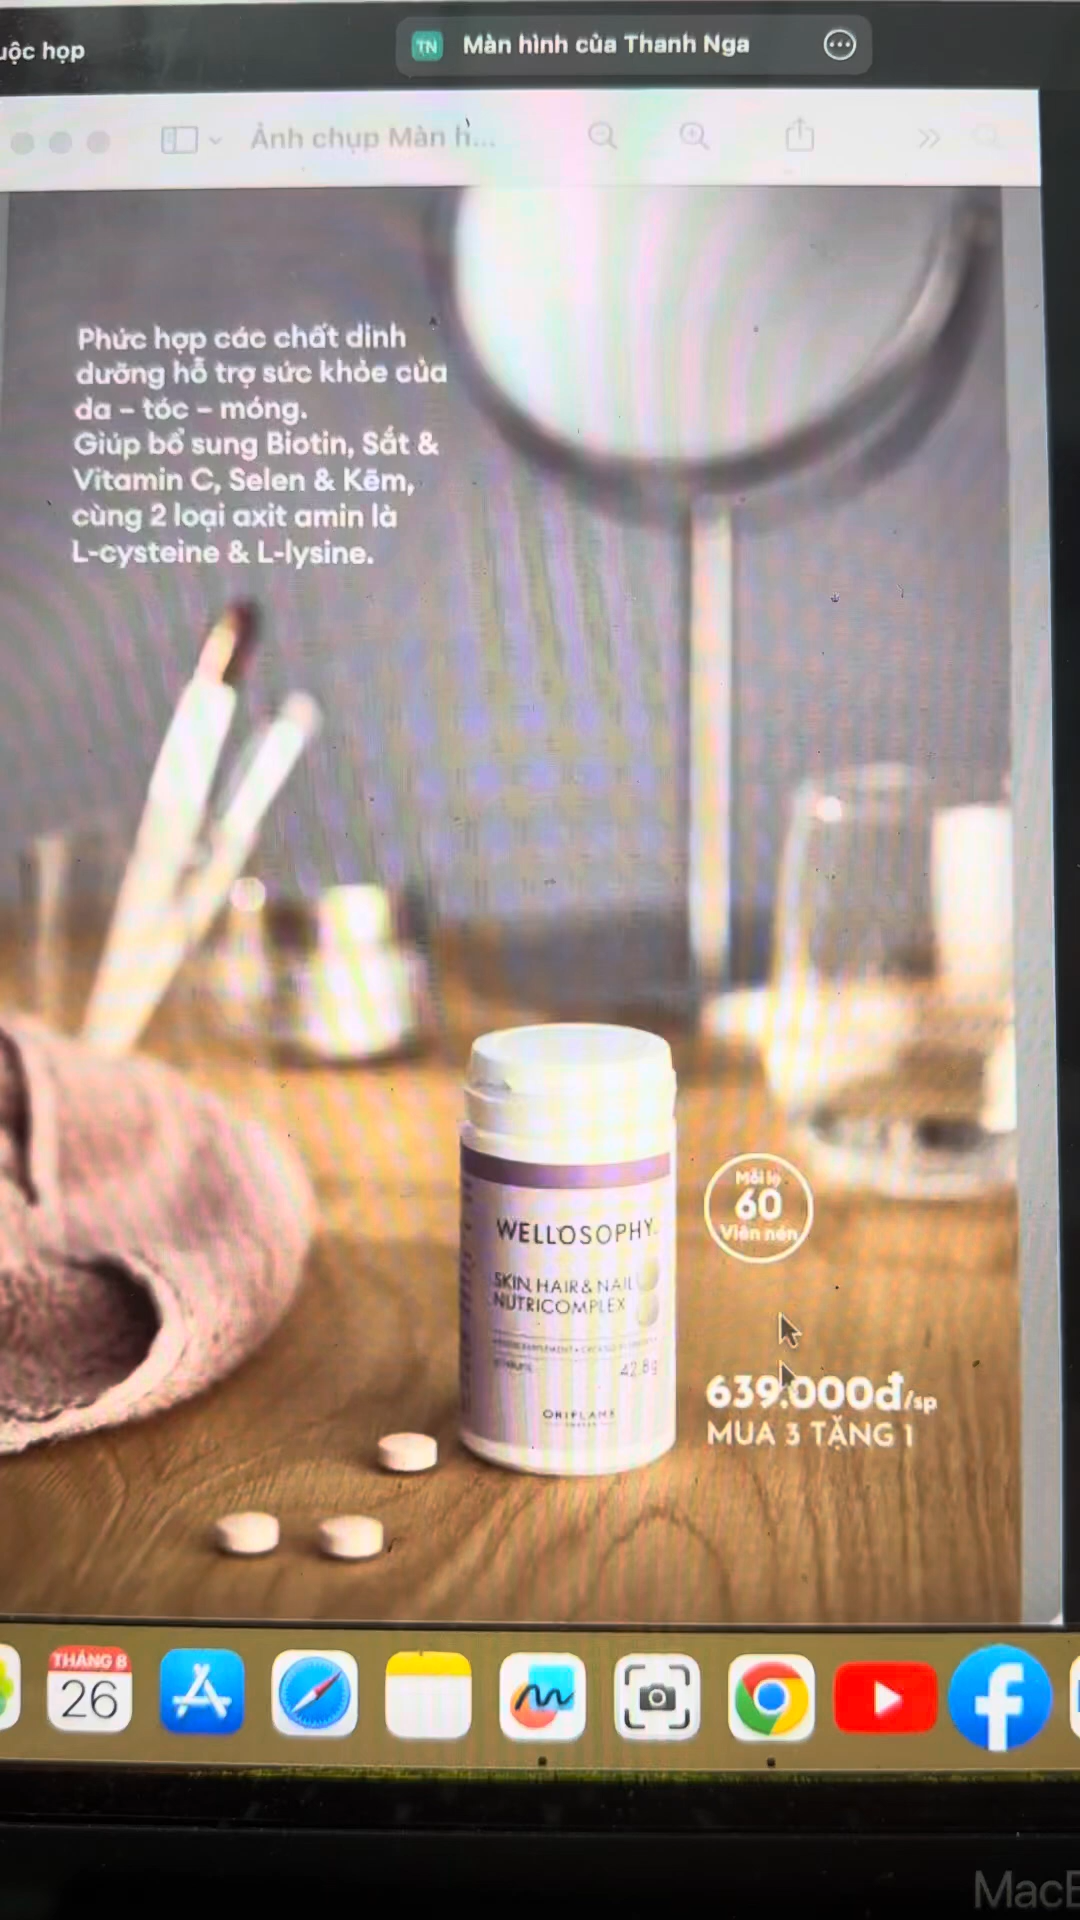 uộc họp
TN
Màn hình của Thanh Nga
Ảnh chụp Màn h...
Phức hợp các chất dinh
dưỡng hỗ trợ sức khỏe của
da – tóc – móng.
Giúp bổ sung Biotin, Sắt &
Vitamin C, Selen & Kẽm,
cùng 2 loại axit amin là
L-cysteine & L-lysine.
WELLOSOPHY.
SKIN, HAIR & NAIL
NUTRICOMPLEX
42.8g
ORIFLAME
Mỗi lọ
60
Viên nén
639.000đ/sp
MUA 3 TẶNG 1
THÁNG 8
26
MacB